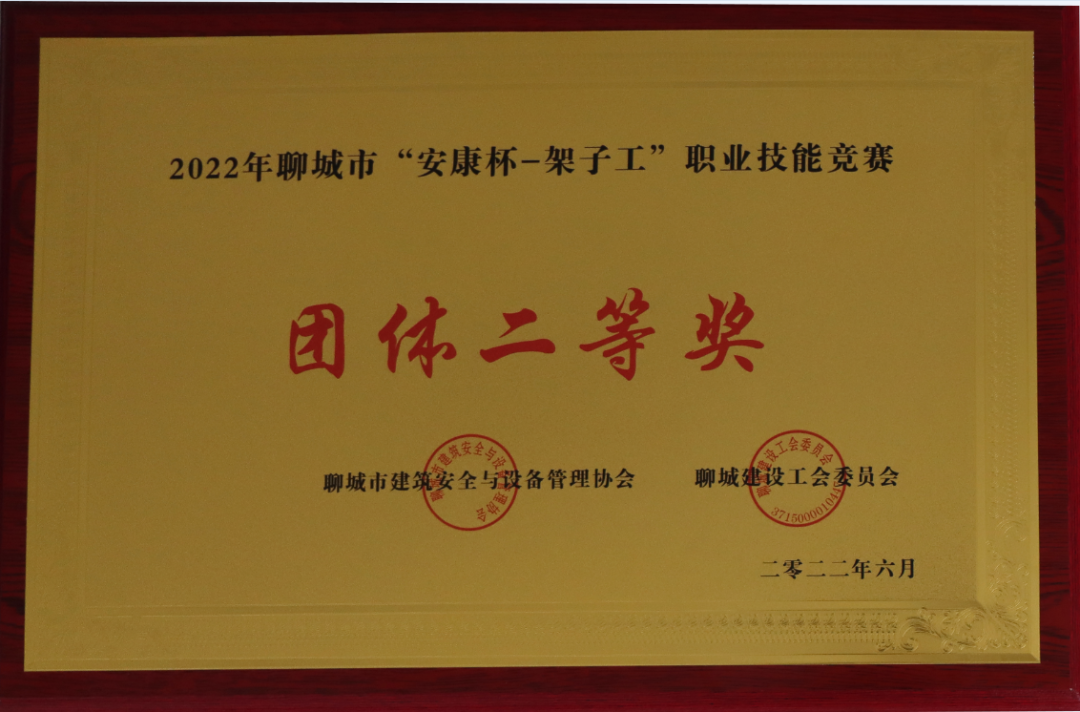 2022年聊城市“安康杯-架子工”职业技能竞赛
团体二等奖
聊城市建筑安全与设备管理协会
聊城建设工会委员会
二零二二年六月